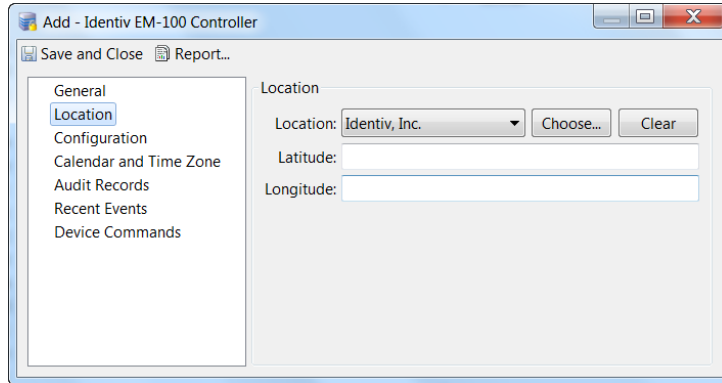 Add - Identiv EM-100 Controller
Save and Close Report...
General
Location
Configuration
Calendar and Time Zone
Audit Records
Recent Events
Device Commands
Location
Location: Identiv, Inc. Choose... Clear
Latitude:
Longitude: